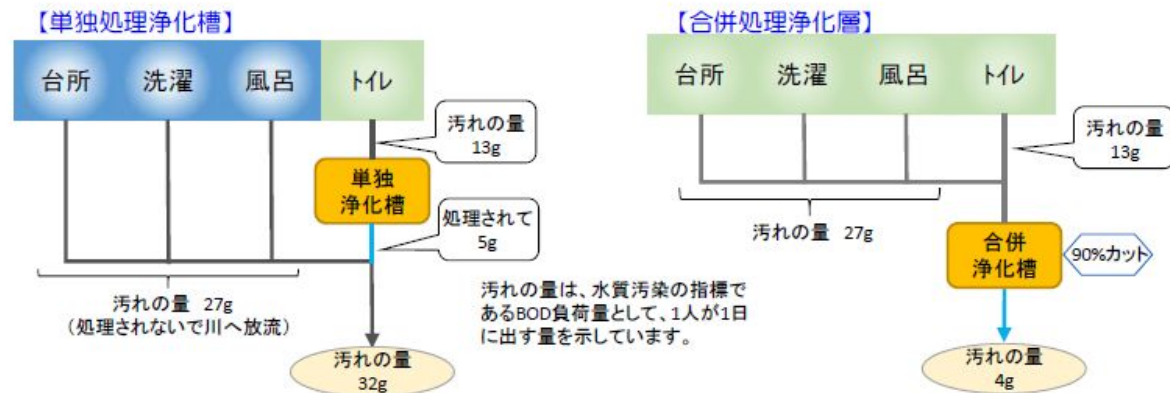 【単独処理浄化槽】
台所 洗濯 風呂 トイレ
汚れの量
13g
単独
浄化槽
処理されて
5g
汚れの量 27g
(処理されないで川へ放流)
汚れの量
32g
汚れの量は、水質汚染の指標で
あるBOD負荷量として、1人が1日
に出す量を示しています。
【合併処理浄化層】
台所 洗濯 風呂 トイレ
汚れの量
13g
汚れの量 27g
合併
浄化槽
90%カット
汚れの量
4g